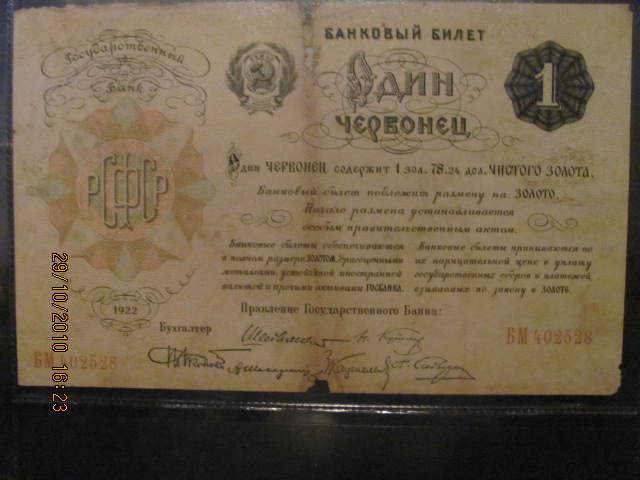 Государственный
Банк
БАНКОВЫЙ БИЛЕТ
1
ОДИН
ЧЕРВОНЕЦ
Один ЧЕРВОНЕЦ содержит 1 зол. 78.24 дол. ЧИСТОГО ЗОЛОТА.
Банковый билет подлежит размену на ЗОЛОТО.
Начало размена устанавливается
особым правительственным актом.
РСФСР
Банковые билеты обеспечиваются
в полном размере ЗОЛОТОМ, драгоценными
металлами, устойчивой иностранной
валютой и прочими активами ГОСБАНКА.
Банковые билеты принимаются по
их нарицательной цене в уплату
государственных сборов и платежей,
взимаемых по закону в ЗОЛОТЕ.
1922
Правление Государственного Банка:
Бухгалтер
БМ 402528
БМ 402528
29/10/2010 16:23